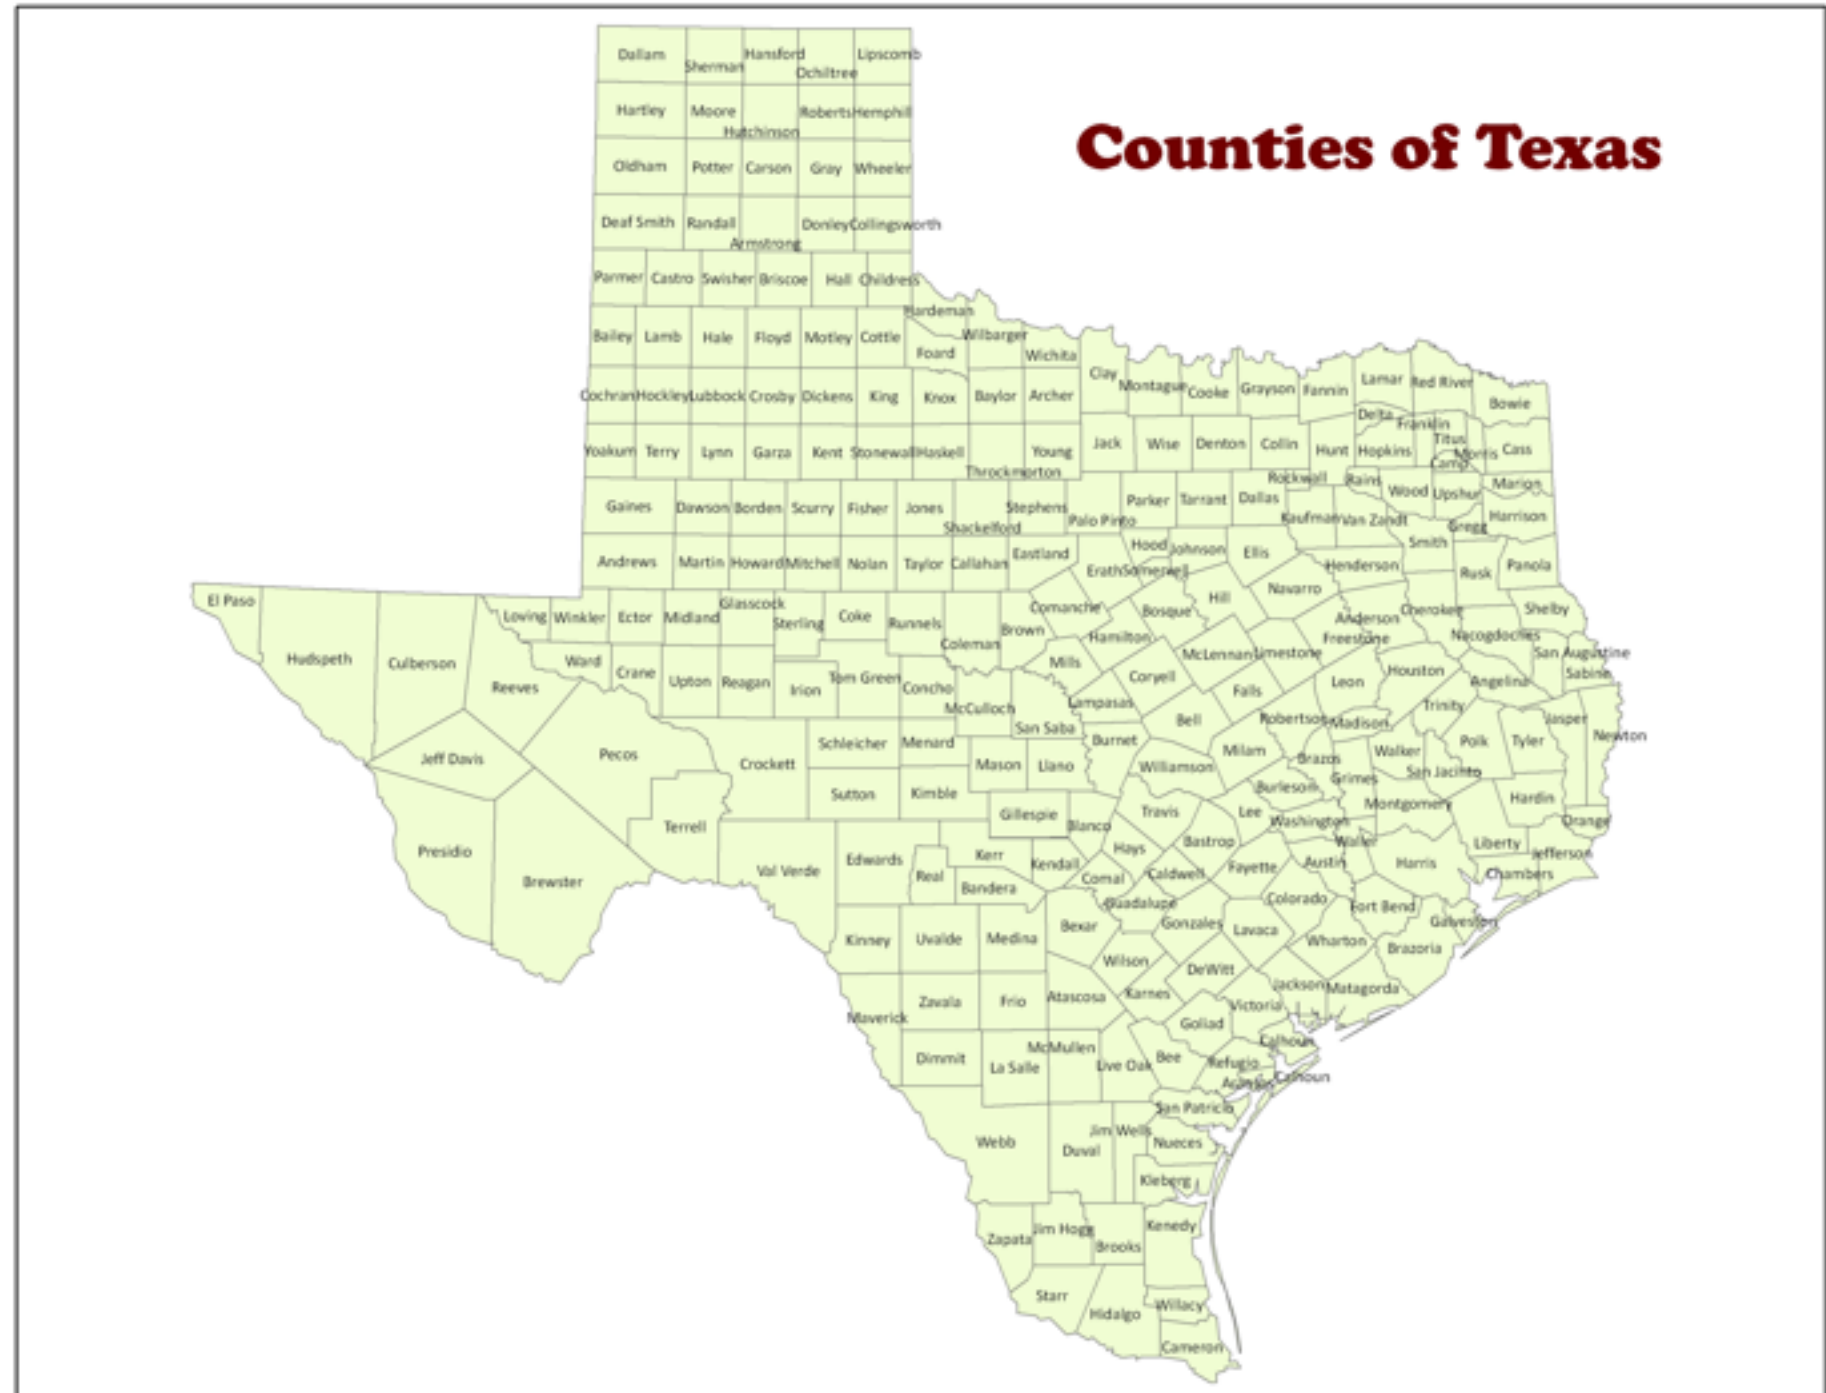 Counties of Texas
Dallam
Sherman
Hansford
Ochiltree
Lipscomb
Hartley
Moore
Hutchinson
Roberts
Hemphill
Oldham
Potter
Carson
Gray
Wheeler
Deaf Smith
Randall
Armstrong
Donley
Collingsworth
Parmer
Castro
Swisher
Briscoe
Hall
Childress
Hardeman
Bailey
Lamb
Hale
Floyd
Motley
Cottle
Foard
Wilbarger
Wichita
Clay
Montague
Cooke
Grayson
Fannin
Lamar
Red River
Bowie
Cochran
Hockley
Lubbock
Crosby
Dickens
King
Knox
Baylor
Archer
Delta
Franklin
Titus
Morris
Camp
Cass
Yoakum
Terry
Lynn
Garza
Kent
Stonewall
Haskell
Throckmorton
Young
Jack
Wise
Denton
Collin
Hunt
Hopkins
Rockwall
Rains
Wood
Upshur
Marion
Gaines
Dawson
Borden
Scurry
Fisher
Jones
Shackelford
Stephens
Palo Pinto
Parker
Tarrant
Dallas
Kaufman
Van Zandt
Gregg
Harrison
Andrews
Martin
Howard
Mitchell
Nolan
Taylor
Callahan
Eastland
Erath
Hood
Somervell
Johnson
Ellis
Henderson
Smith
Rusk
Panola
El Paso
Hudspeth
Culberson
Reeves
Loving
Winkler
Ector
Midland
Glasscock
Sterling
Coke
Runnels
Coleman
Brown
Comanche
Hamilton
Bosque
Hill
Navarro
Anderson
Freestone
Cherokee
Nacogdoches
Shelby
San Augustine
Sabine
Ward
Crane
Upton
Reagan
Irion
Tom Green
Concho
McCulloch
San Saba
Mills
Lampasas
Coryell
McLennan
Limestone
Falls
Leon
Houston
Angelina
Trinity
Jeff Davis
Pecos
Crockett
Schleicher
Menard
Mason
Llano
Burnet
Bell
Milam
Robertson
Madison
Brazos
Grimes
Walker
San Jacinto
Polk
Tyler
Jasper
Newton
Williamson
Burleson
Montgomery
Hardin
Orange
Presidio
Brewster
Terrell
Val Verde
Sutton
Kimble
Gillespie
Blanco
Travis
Lee
Washington
Waller
Liberty
Jefferson
Chambers
Edwards
Real
Kerr
Bandera
Kendall
Comal
Hays
Caldwell
Bastrop
Fayette
Austin
Harris
Guadalupe
Colorado
Fort Bend
Galveston
Kinney
Uvalde
Medina
Bexar
Wilson
Gonzales
Lavaca
Wharton
Brazoria
Maverick
Zavala
Frio
Atascosa
Karnes
DeWitt
Jackson
Matagorda
Victoria
Goliad
Calhoun
Dimmit
La Salle
McMullen
Live Oak
Bee
Refugio
Aransas
Calhoun
San Patricio
Webb
Duval
Jim Wells
Nueces
Kleberg
Zapata
Jim Hogg
Brooks
Kenedy
Starr
Hidalgo
Willacy
Cameron